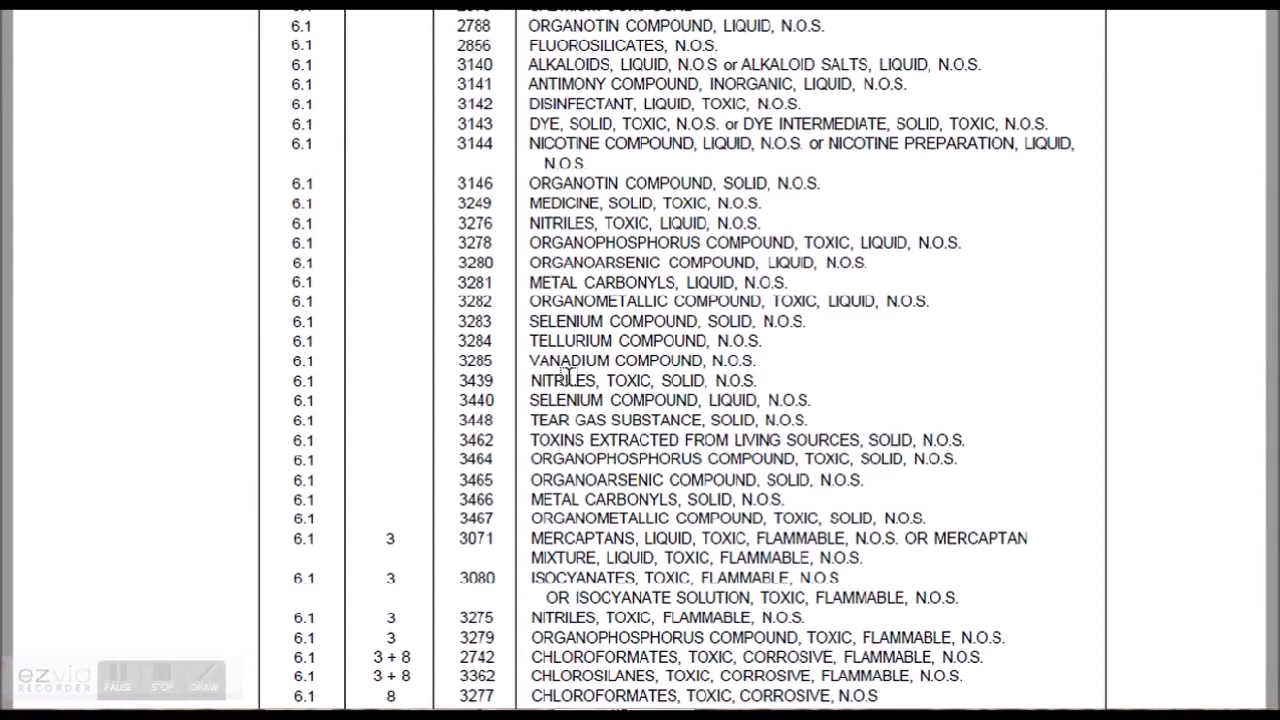 6.1 2788 ORGANOTIN COMPOUND, LIQUID, N.O.S.
6.1 2856 FLUOROSILICATES, N.O.S.
6.1 3140 ALKALOIDS, LIQUID, N.O.S or ALKALOID SALTS, LIQUID, N.O.S.
6.1 3141 ANTIMONY COMPOUND, INORGANIC, LIQUID, N.O.S.
6.1 3142 DISINFECTANT, LIQUID, TOXIC, N.O.S.
6.1 3143 DYE, SOLID, TOXIC, N.O.S. or DYE INTERMEDIATE, SOLID, TOXIC, N.O.S.
6.1 3144 NICOTINE COMPOUND, LIQUID, N.O.S. or NICOTINE PREPARATION, LIQUID,
N.O.S.
6.1 3146 ORGANOTIN COMPOUND, SOLID, N.O.S.
6.1 3249 MEDICINE, SOLID, TOXIC, N.O.S.
6.1 3276 NITRILES, TOXIC, LIQUID, N.O.S.
6.1 3278 ORGANOPHOSPHORUS COMPOUND, TOXIC, LIQUID, N.O.S.
6.1 3280 ORGANOARSENIC COMPOUND, LIQUID, N.O.S.
6.1 3281 METAL CARBONYLS, LIQUID, N.O.S.
6.1 3282 ORGANOMETALLIC COMPOUND, TOXIC, LIQUID, N.O.S.
6.1 3283 SELENIUM COMPOUND, SOLID, N.O.S.
6.1 3284 TELLURIUM COMPOUND, N.O.S.
6.1 3285 VANADIUM COMPOUND, N.O.S.
6.1 3439 NITRILES, TOXIC, SOLID, N.O.S.
6.1 3440 SELENIUM COMPOUND, LIQUID, N.O.S.
6.1 3448 TEAR GAS SUBSTANCE, SOLID, N.O.S.
6.1 3462 TOXINS EXTRACTED FROM LIVING SOURCES, SOLID, N.O.S.
6.1 3464 ORGANOPHOSPHORUS COMPOUND, TOXIC, SOLID, N.O.S.
6.1 3465 ORGANOARSENIC COMPOUND, SOLID, N.O.S.
6.1 3466 METAL CARBONYLS, SOLID, N.O.S.
6.1 3467 ORGANOMETALLIC COMPOUND, TOXIC, SOLID, N.O.S.
6.1 3 3071 MERCAPTANS, LIQUID, TOXIC, FLAMMABLE, N.O.S. OR MERCAPTAN
MIXTURE, LIQUID, TOXIC, FLAMMABLE, N.O.S.
6.1 3 3080 ISOCYANATES, TOXIC, FLAMMABLE, N.O.S
OR ISOCYANATE SOLUTION, TOXIC, FLAMMABLE, N.O.S.
6.1 3 3275 NITRILES, TOXIC, FLAMMABLE, N.O.S.
6.1 3 3279 ORGANOPHOSPHORUS COMPOUND, TOXIC, FLAMMABLE, N.O.S.
6.1 3 + 8 2742 CHLOROFORMATES, TOXIC, CORROSIVE, FLAMMABLE, N.O.S.
6.1 3 + 8 3362 CHLOROSILANES, TOXIC, CORROSIVE, FLAMMABLE, N.O.S.
6.1 8 3277 CHLOROFORMATES, TOXIC, CORROSIVE, N.O.S
ezvid
RECORDER
PAUSE STOP DRAW